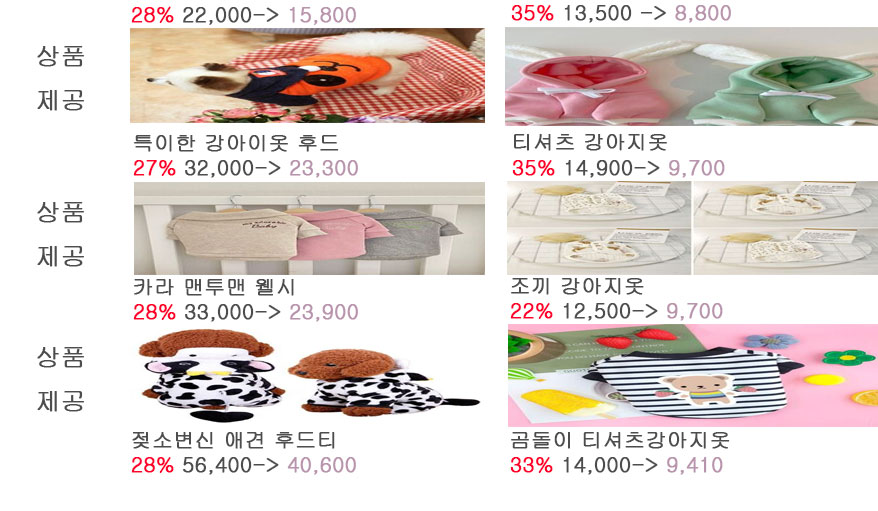 28% 22,000-> 15,800
35% 13,500 -> 8,800
상품
제공
특이한 강아이옷 후드
27% 32,000-> 23,300
티셔츠 강아지옷
35% 14,900-> 9,700
상품
제공
카라 맨투맨 웰시
28% 33,000-> 23,900
조끼 강아지옷
22% 12,500-> 9,700
상품
제공
젖소변신 애견 후드티
28% 56,400-> 40,600
곰돌이 티셔츠강아지옷
33% 14,000-> 9,410